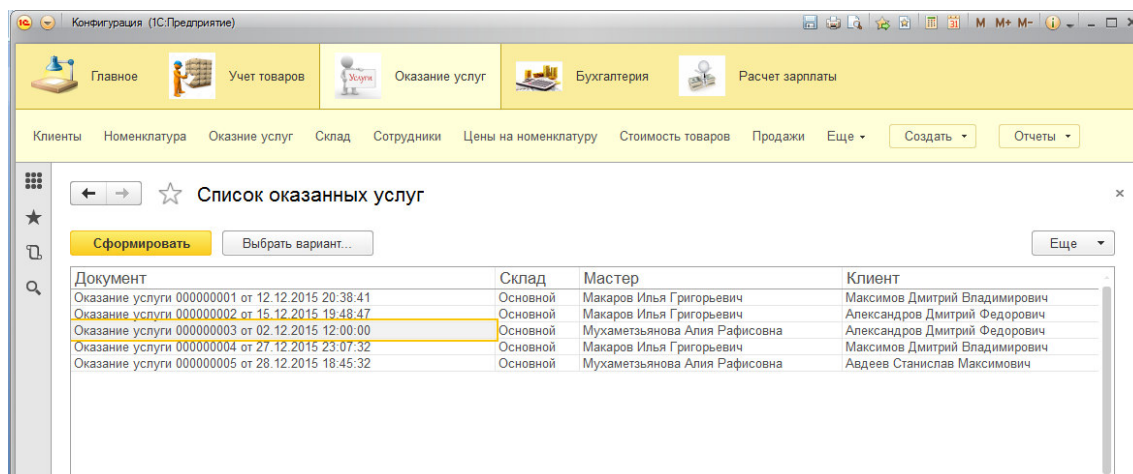 1С Конфигурация (1С:Предприятие) 31 M M+ M-
Главное Учет товаров Услуги Оказание услуг Бухгалтерия Расчет зарплаты
Клиенты Номенклатура Оказние услуг Склад Сотрудники Цены на номенклатуру Стоимость товаров Продажи Еще Создать Отчеты
Список оказанных услуг
Сформировать Выбрать вариант... Еще
Документ Склад Мастер Клиент
Оказание услуги 000000001 от 12.12.2015 20:38:41 Основной Макаров Илья Григорьевич Максимов Дмитрий Владимирович
Оказание услуги 000000002 от 15.12.2015 19:48:47 Основной Макаров Илья Григорьевич Александров Дмитрий Федорович
Оказание услуги 000000003 от 02.12.2015 12:00:00 Основной Мухаметзьянова Алия Рафисовна Александров Дмитрий Федорович
Оказание услуги 000000004 от 27.12.2015 23:07:32 Основной Макаров Илья Григорьевич Максимов Дмитрий Владимирович
Оказание услуги 000000005 от 28.12.2015 18:45:32 Основной Мухаметзьянова Алия Рафисовна Авдеев Станислав Максимович